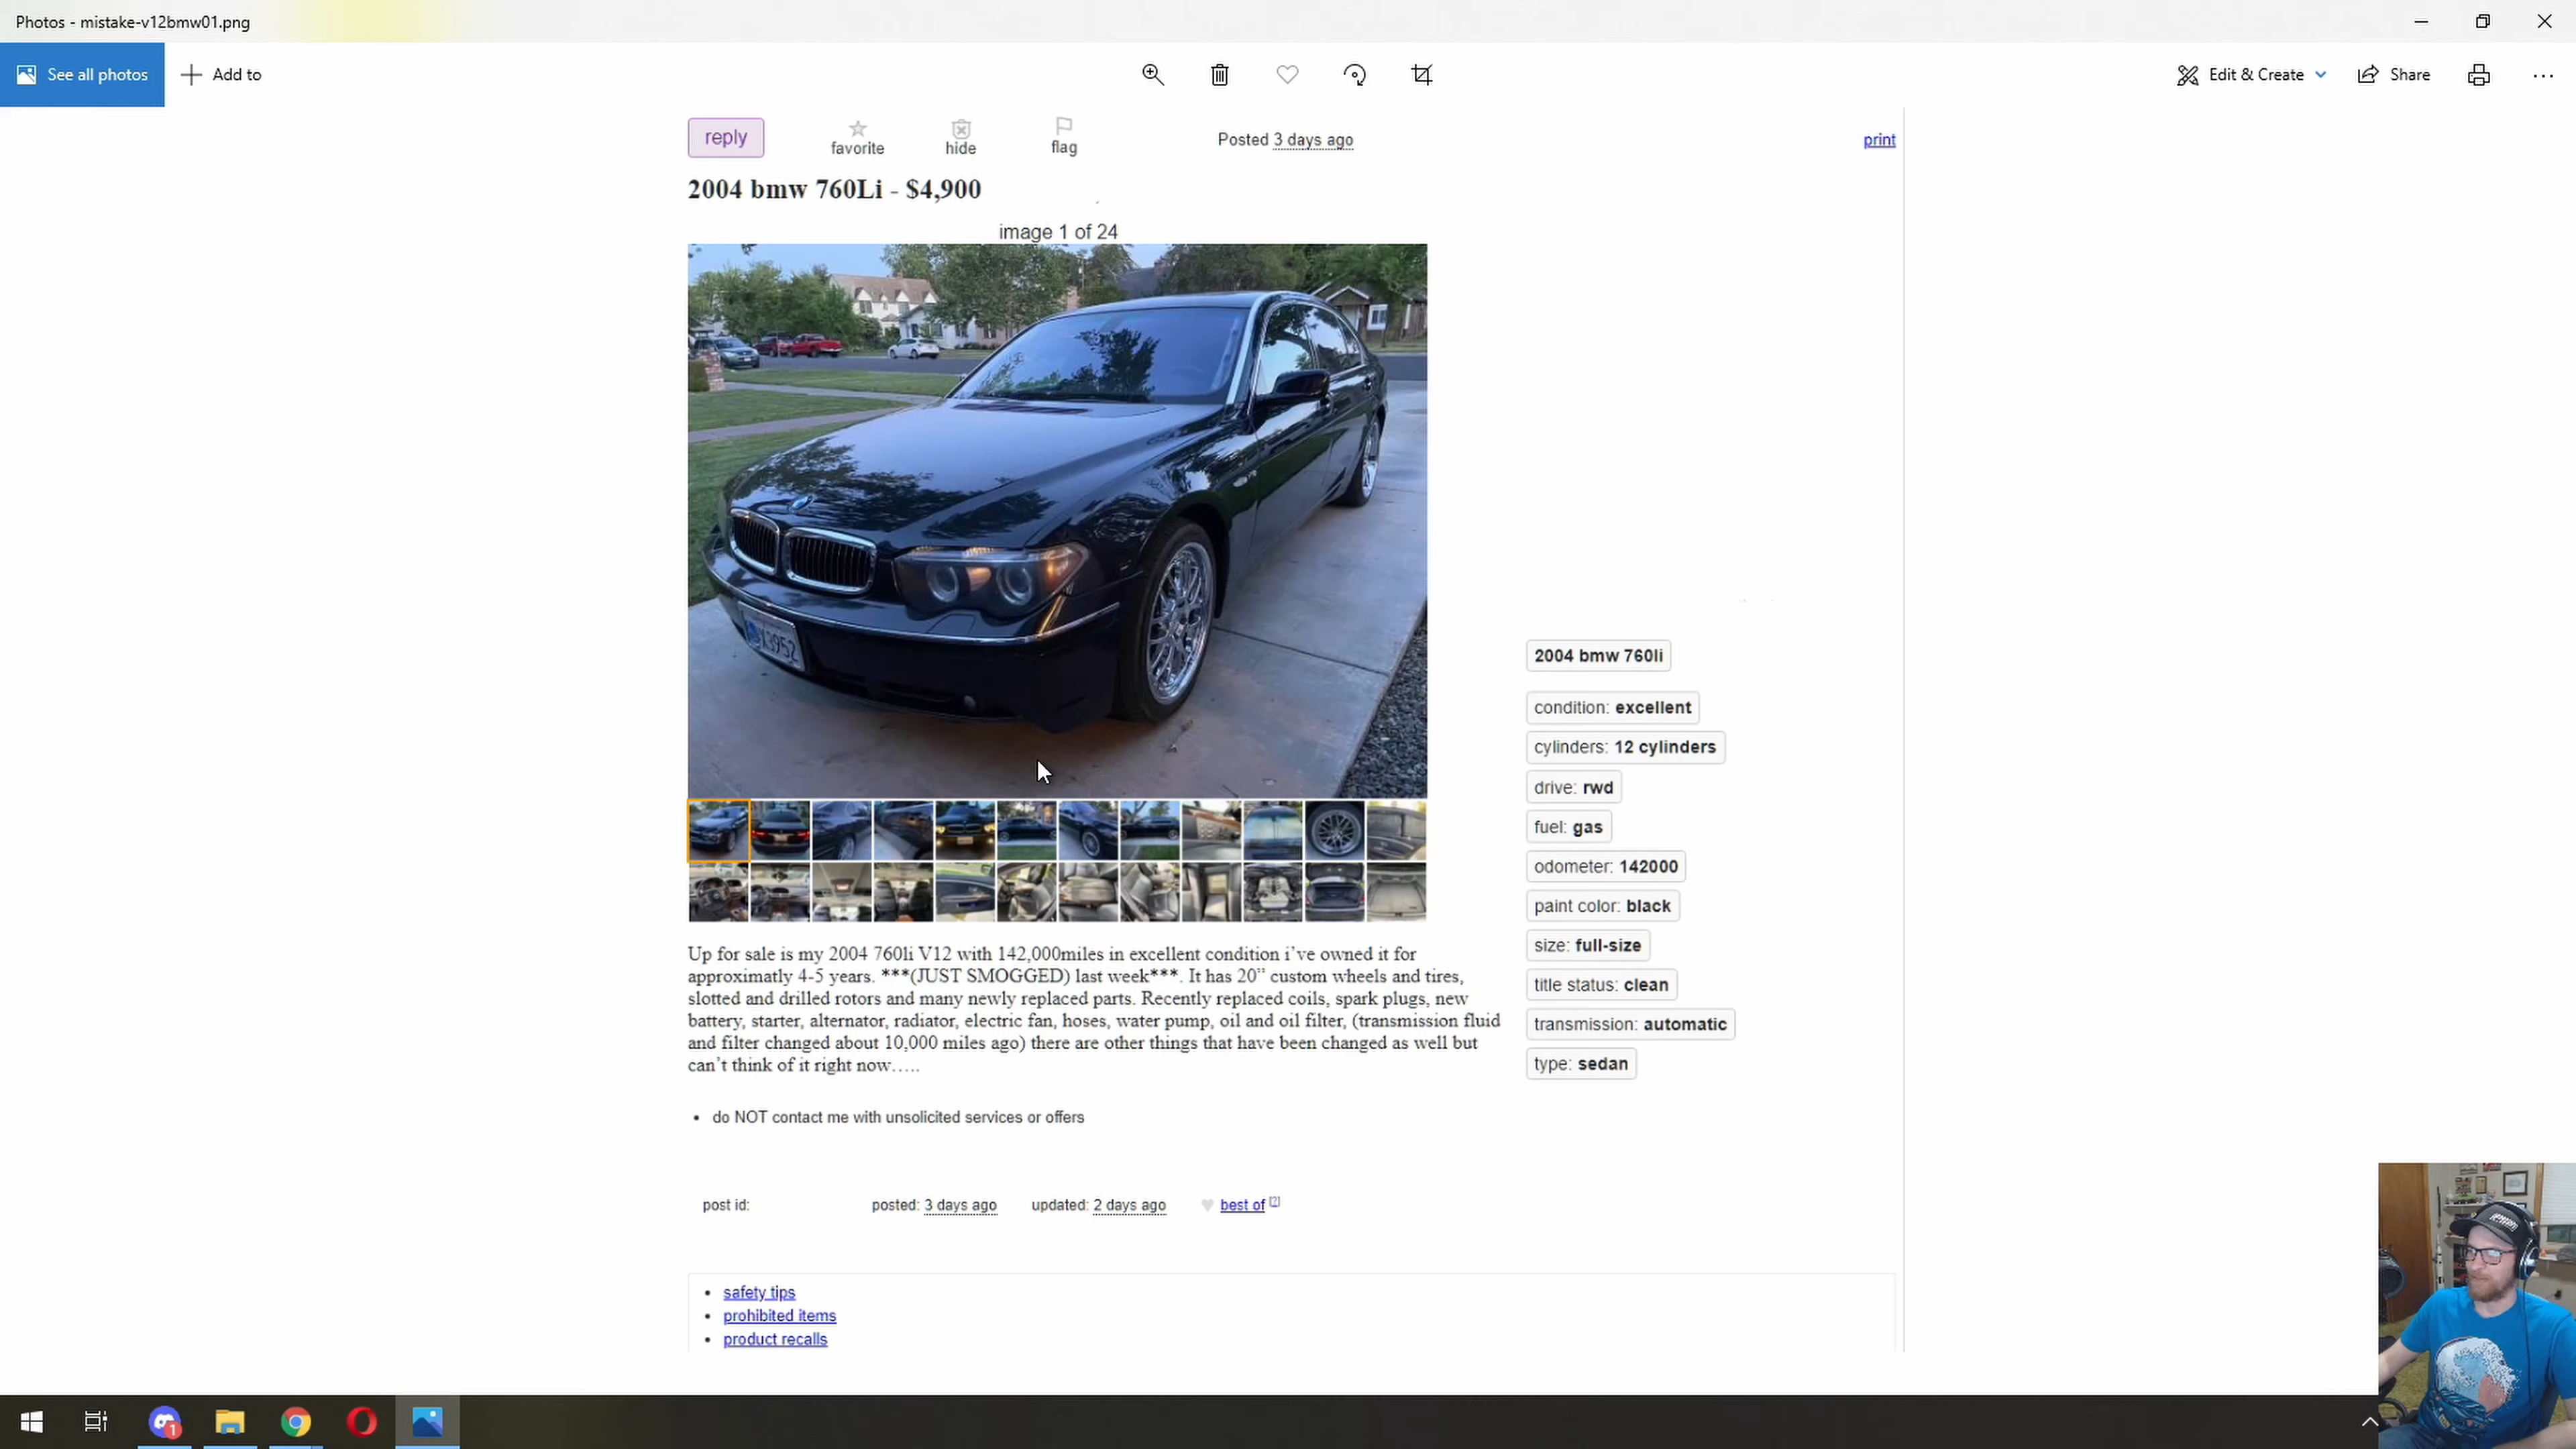 Photos - mistake-v12bmw01.png
See all photos
Add to
Edit & Create
Share
reply
favorite
hide
flag
Posted 3 days ago
print
2004 bmw 760Li - $4,900
image 1 of 24
X3952
2004 bmw 760li
condition: excellent
cylinders: 12 cylinders
drive: rwd
fuel: gas
odometer: 142000
paint color: black
size: full-size
title status: clean
transmission: automatic
type: sedan
Up for sale is my 2004 760li V12 with 142,000miles in excellent condition i've owned it for
approximatly 4-5 years. ***(JUST SMOGGED) last week***. It has 20" custom wheels and tires,
slotted and drilled rotors and many newly replaced parts. Recently replaced coils, spark plugs, new
battery, starter, alternator, radiator, electric fan, hoses, water pump, oil and oil filter, (transmission fluid
and filter changed about 10,000 miles ago) there are other things that have been changed as well but
can't think of it right now…..
• do NOT contact me with unsolicited services or offers
post id:
posted: 3 days ago
updated: 2 days ago
best of [?]
• safety tips
• prohibited items
• product recalls
1